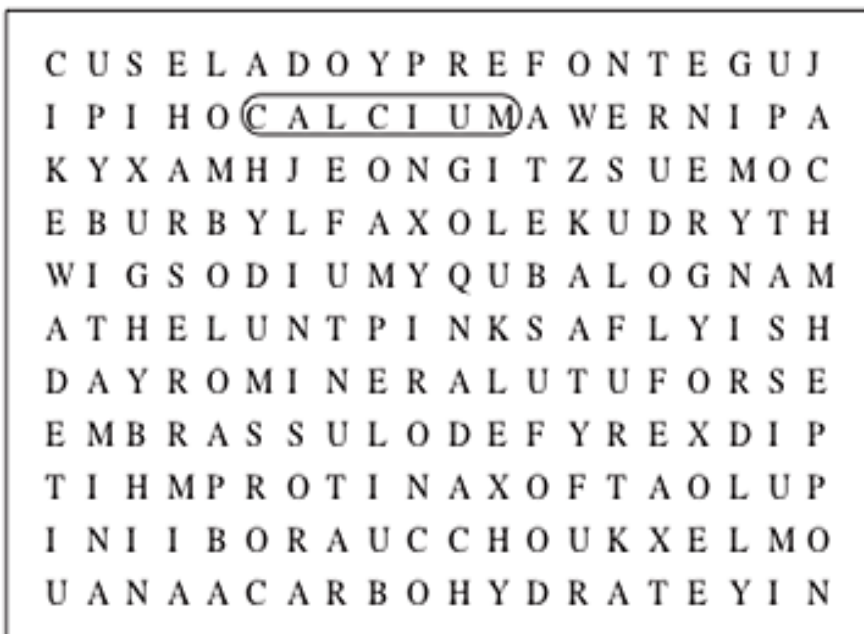 C U S E L A D O Y P R E F O N T E G U J
I P I H O C A L C I U M A W E R N I P A
K Y X A M H J E O N G I T Z S U E M O C
E B U R B Y L F A X O L E K U D R Y T H
W I G S O D I U M Y Q U B A L O G N A M
A T H E L U N T P I N K S A F L Y I S H
D A Y R O M I N E R A L U T U F O R S E
E M B R A S S U L O D E F Y R E X D I P
T I H M P R O T I N A X O F T A O L U P
I N I I B O R A U C C H O U K X E L M O
U A N A A C A R B O H Y D R A T E Y I N